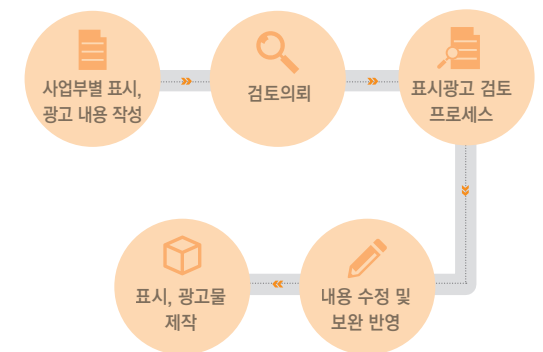 사업부별 표시,
광고 내용 작성
검토의뢰
표시광고 검토
프로세스
내용 수정 및
보완 반영
표시, 광고물
제작